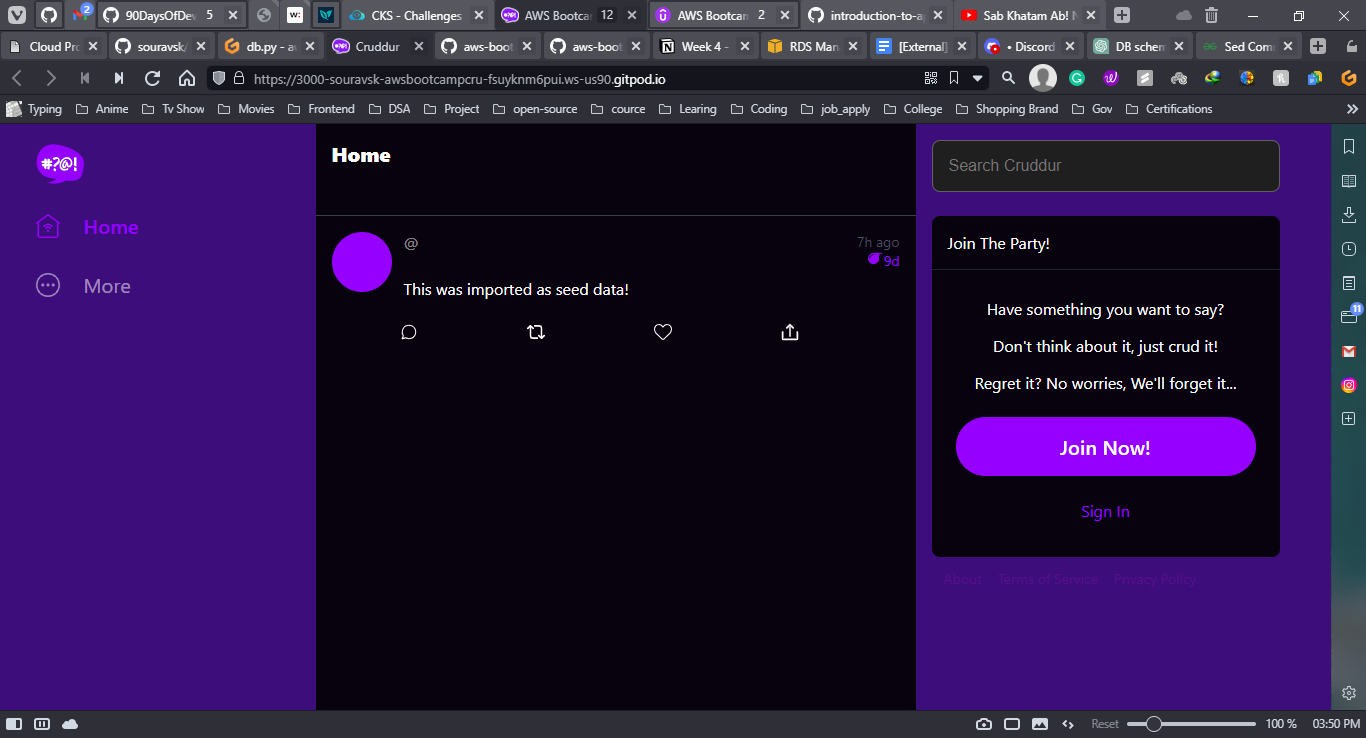 2
90DaysOfDev
5
w:
CKS - Challenges
AWS Bootcam
12
AWS Bootcam
2
introduction-to-a
Sab Khatam Ab!
Cloud Pro
souravsk/
db.py - a
Cruddur
aws-boot
aws-boot
Week 4 -
RDS Man
[External]
• Discord
DB schem
Sed Com
https://3000-souravsk-awsbootcampcru-fsuyknm6pui.ws-us90.gitpod.io
Typing
Anime
Tv Show
Movies
Frontend
DSA
Project
open-source
cource
Learing
Coding
job_apply
College
Shopping Brand
Gov
Certifications
#?@!
Home
More
Home
@
7h ago
9d
This was imported as seed data!
Search Cruddur
Join The Party!
Have something you want to say?
Don't think about it, just crud it!
Regret it? No worries, We'll forget it...
Join Now!
Sign In
About
Terms of Service
Privacy Policy
11
Reset
100 %
03:50 PM